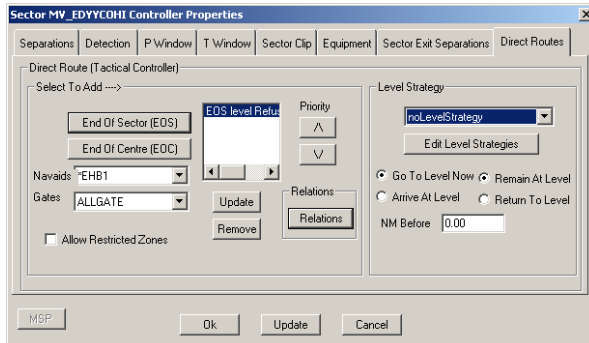 Sector MV_EDYYCOHI Controller Properties
Separations Detection P Window T Window Sector Clip Equipment Sector Exit Separations Direct Routes
Direct Route (Tactical Controller)
Select To Add ---->
End Of Sector (EOS)
End Of Centre (EOC)
Navaids *EHB1
Gates ALLGATE
Allow Restricted Zones
EOS level Refus
Update
Remove
Priority
/\
\/
Relations
Relations
Level Strategy
noLevelStrategy
Edit Level Strategies
Go To Level Now Remain At Level
Arrive At Level Return To Level
NM Before 0.00
MSP Ok Update Cancel